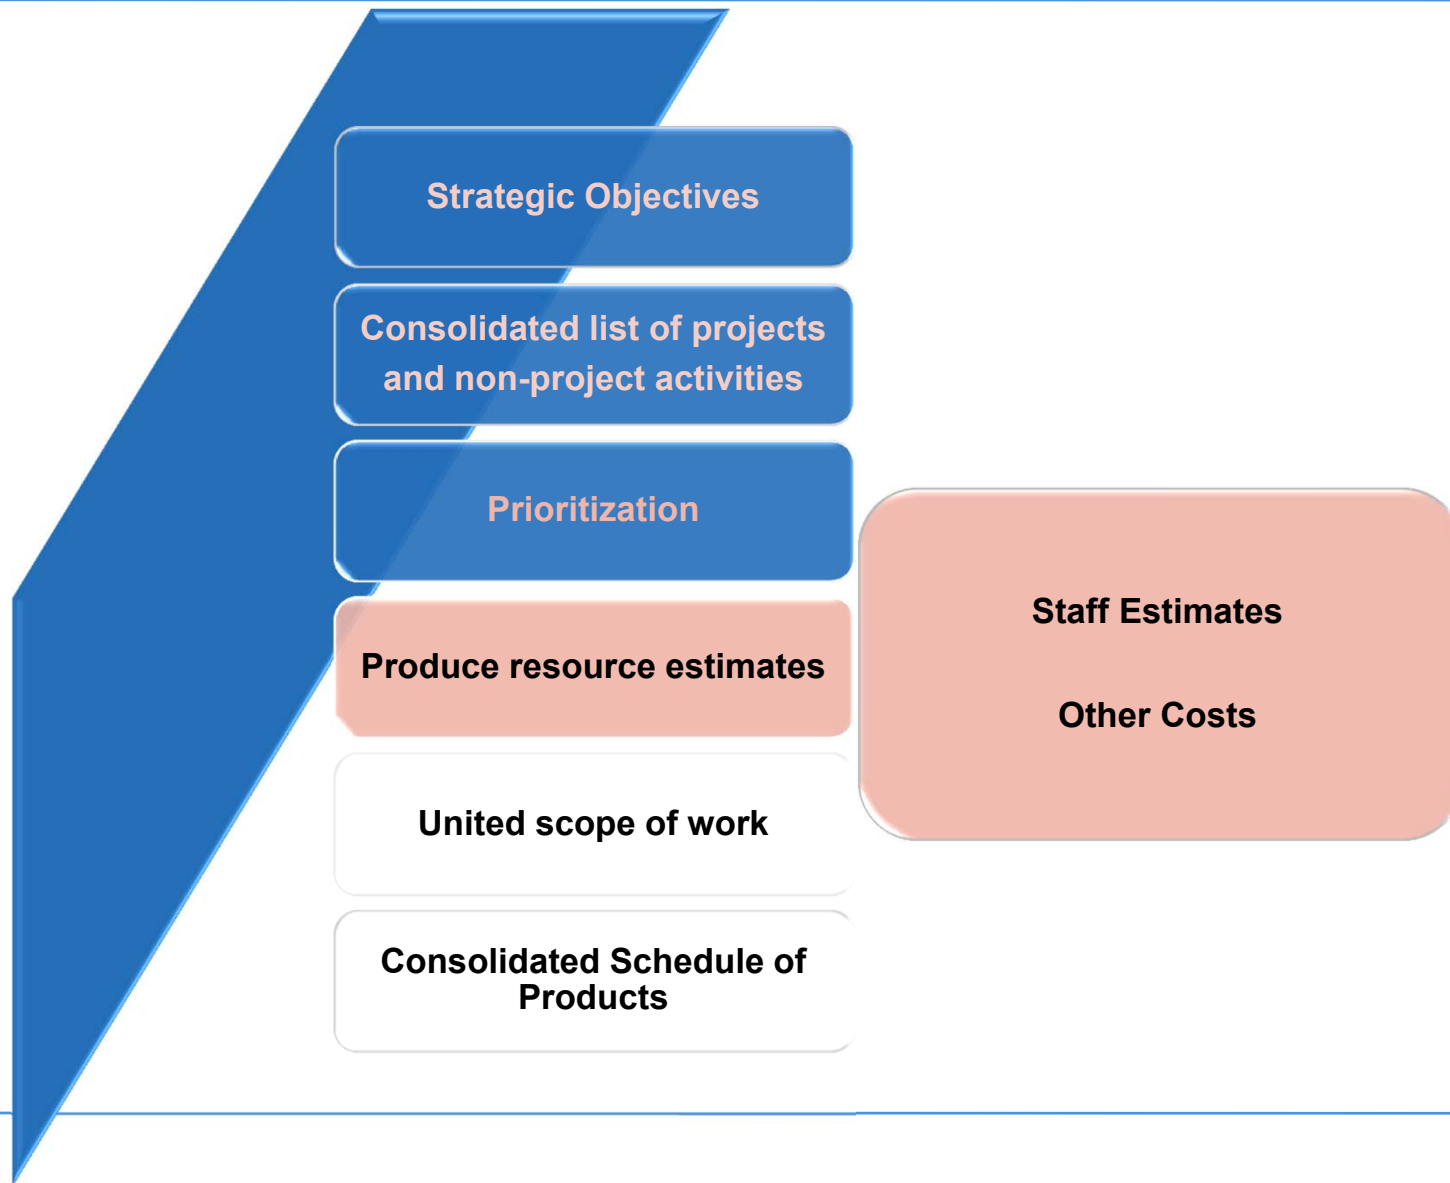 Strategic Objectives
Consolidated list of projects
and non-project activities
Prioritization
Produce resource estimates
Staff Estimates
Other Costs
United scope of work
Consolidated Schedule of
Products